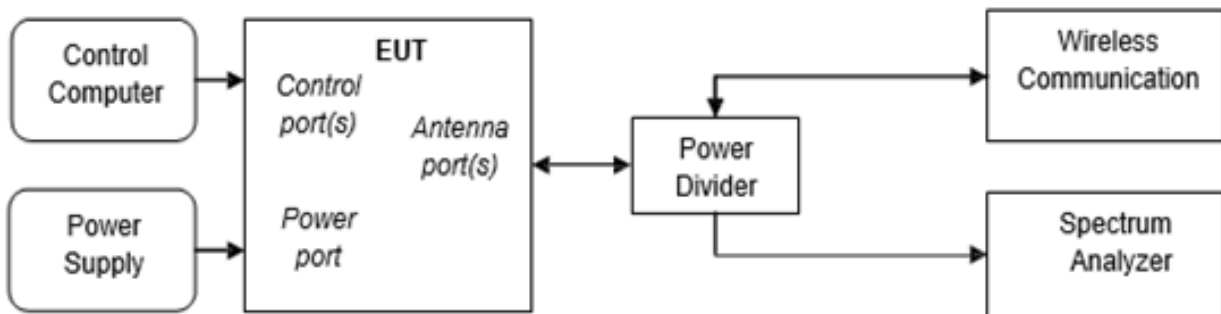 Control
Computer
Power
Supply
EUT
Control
port(s)
Antenna
port(s)
Power
port
Power
Divider
Wireless
Communication
Spectrum
Analyzer